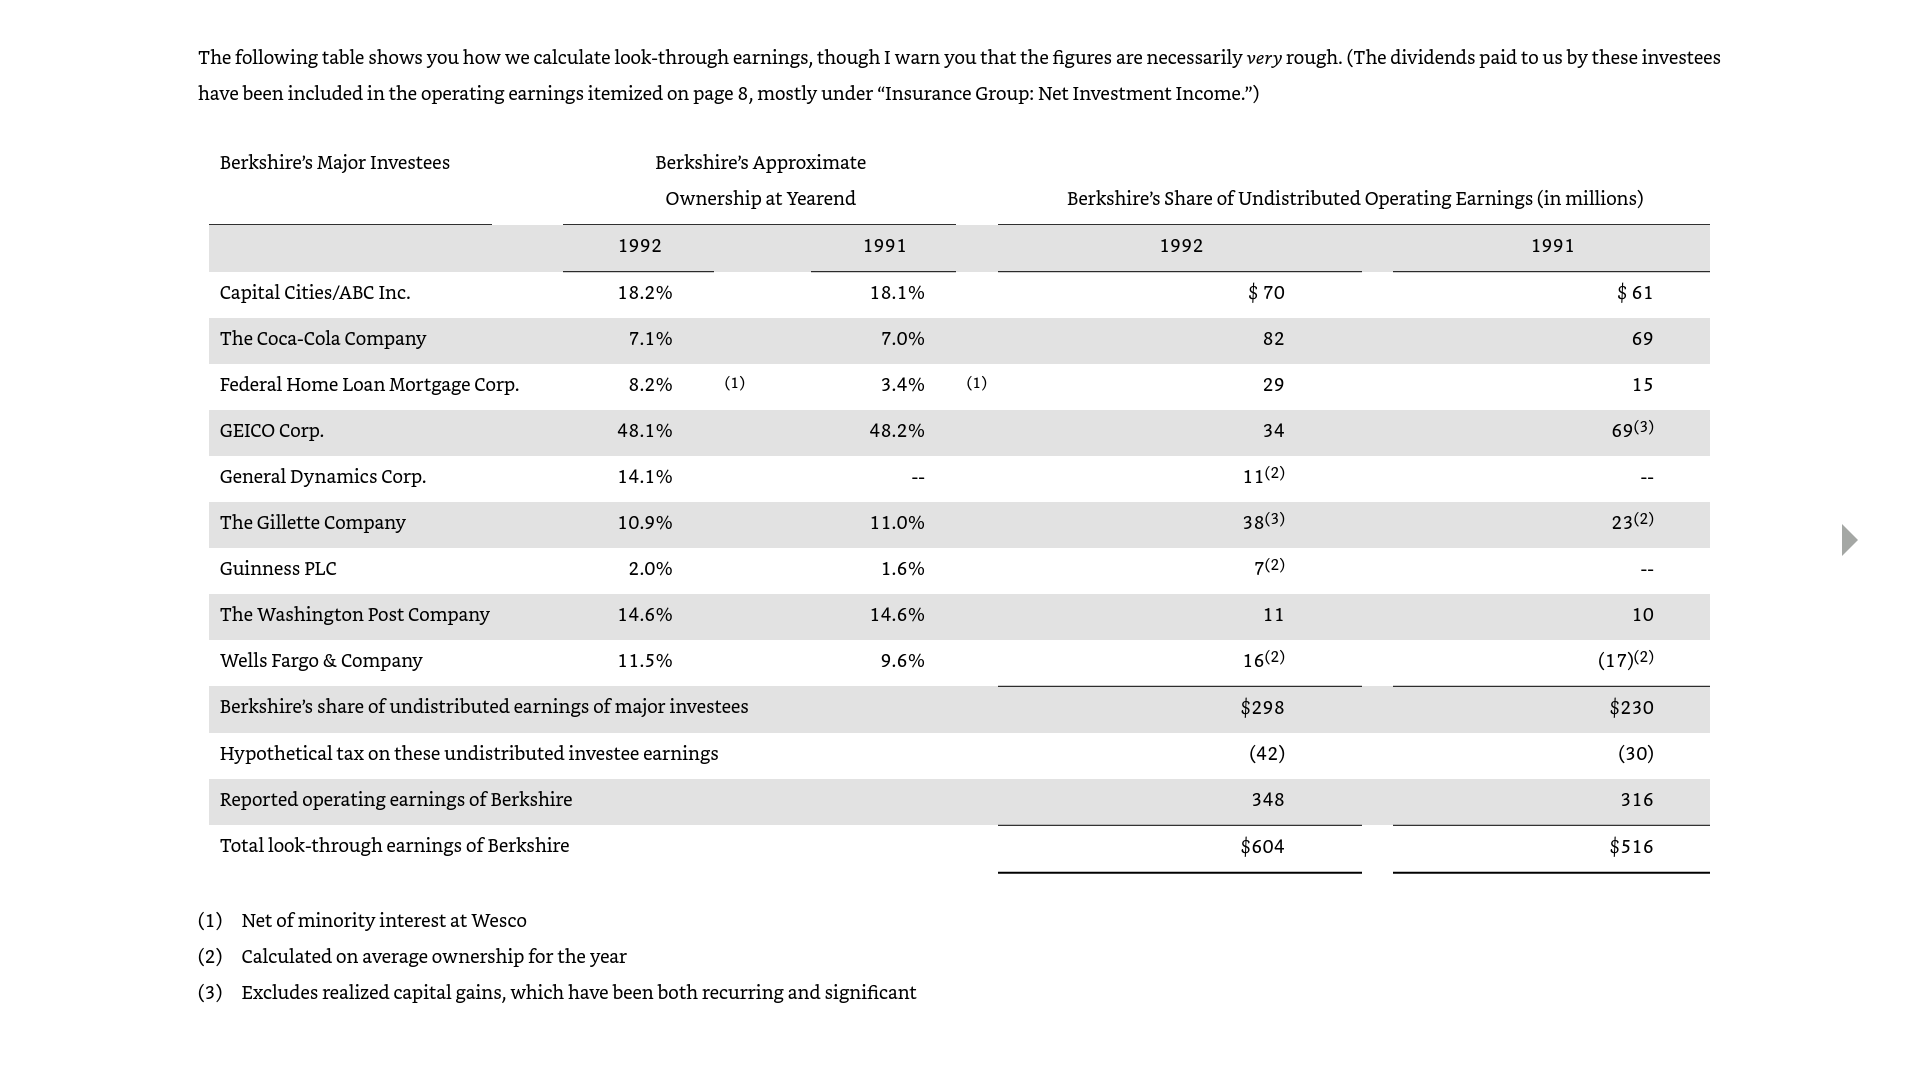 The following table shows you how we calculate look-through earnings, though I warn you that the figures are necessarily very rough. (The dividends paid to us by these investees
have been included in the operating earnings itemized on page 8, mostly under “Insurance Group: Net Investment Income.”)
Berkshire’s Major Investees Berkshire’s Approximate
Ownership at Yearend Berkshire’s Share of Undistributed Operating Earnings (in millions)
1992 1991 1992 1991
Capital Cities/ABC Inc. 18.2% 18.1% $ 70 $ 61
The Coca-Cola Company 7.1% 7.0% 82 69
Federal Home Loan Mortgage Corp. 8.2% (1) 3.4% (1) 29 15
GEICO Corp. 48.1% 48.2% 34 69(3)
General Dynamics Corp. 14.1% -- 11(2) --
The Gillette Company 10.9% 11.0% 38(3) 23(2)
Guinness PLC 2.0% 1.6% 7(2) --
The Washington Post Company 14.6% 14.6% 11 10
Wells Fargo & Company 11.5% 9.6% 16(2) (17)(2)
Berkshire’s share of undistributed earnings of major investees $298 $230
Hypothetical tax on these undistributed investee earnings (42) (30)
Reported operating earnings of Berkshire 348 316
Total look-through earnings of Berkshire $604 $516
(1) Net of minority interest at Wesco
(2) Calculated on average ownership for the year
(3) Excludes realized capital gains, which have been both recurring and significant